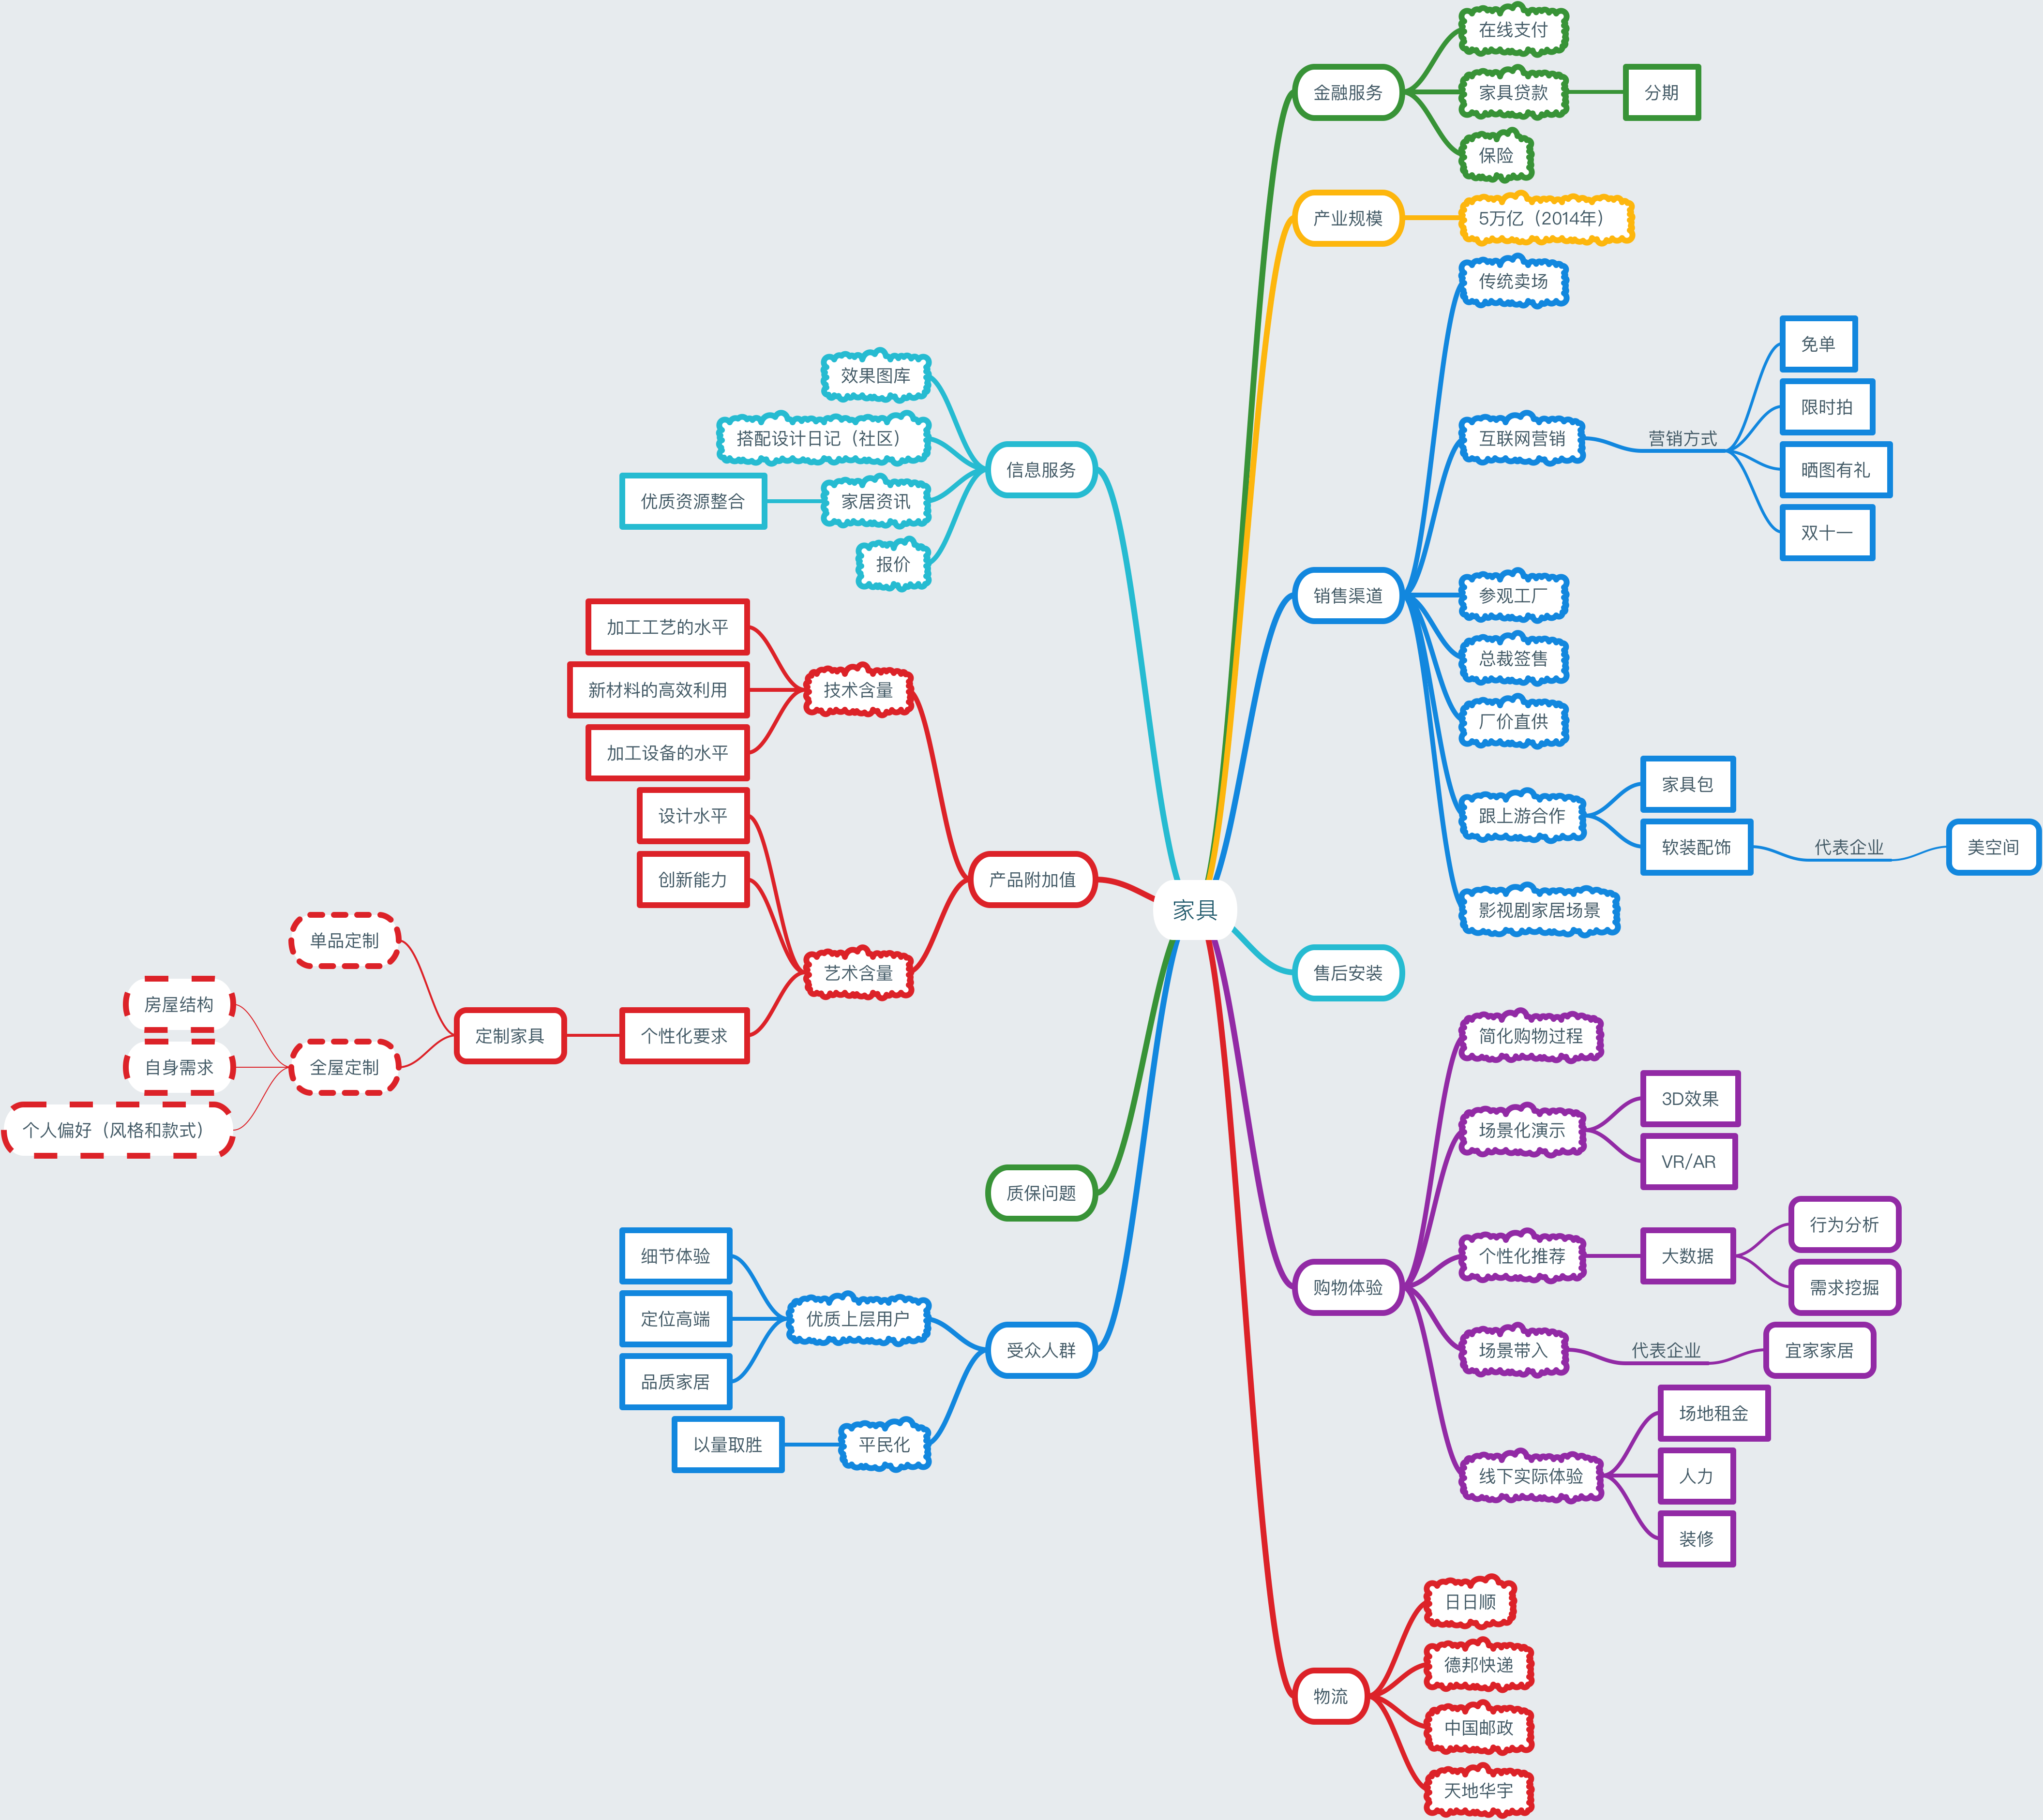 家具
金融服务
在线支付
家具贷款
分期
保险
产业规模
5万亿（2014年）
销售渠道
传统卖场
互联网营销
营销方式
免单
限时拍
晒图有礼
双十一
参观工厂
总裁签售
厂价直供
跟上游合作
家具包
软装配饰
代表企业
美空间
影视剧家居场景
售后安装
购物体验
简化购物过程
场景化演示
3D效果
VR/AR
个性化推荐
大数据
行为分析
需求挖掘
场景带入
代表企业
宜家家居
线下实际体验
场地租金
人力
装修
物流
日日顺
德邦快递
中国邮政
天地华宇
信息服务
效果图库
搭配设计日记（社区）
家居资讯
优质资源整合
报价
产品附加值
技术含量
加工工艺的水平
新材料的高效利用
加工设备的水平
艺术含量
设计水平
创新能力
个性化要求
定制家具
单品定制
全屋定制
房屋结构
自身需求
个人偏好（风格和款式）
质保问题
受众人群
优质上层用户
细节体验
定位高端
品质家居
平民化
以量取胜